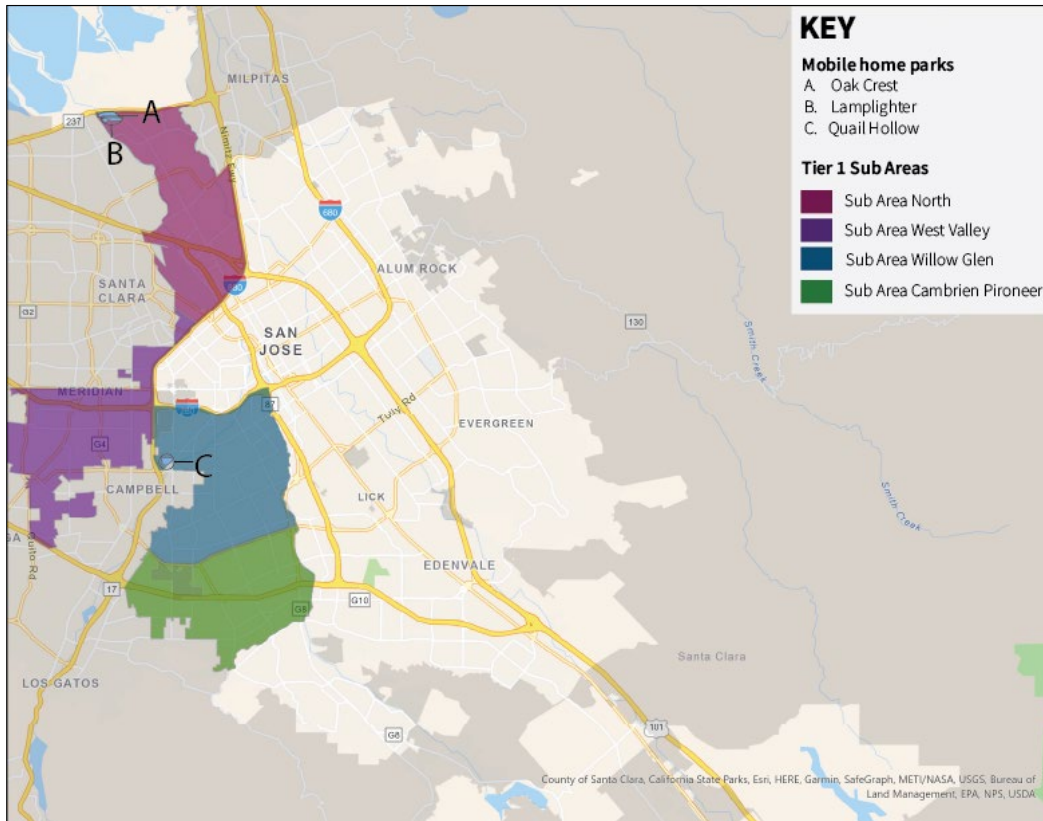 KEY
Mobile home parks
A. Oak Crest
B. Lamplighter
C. Quail Hollow
Tier 1 Sub Areas
Sub Area North
Sub Area West Valley
Sub Area Willow Glen
Sub Area Cambrien Pironeer
MILPITAS
237
A
B
Nimitz Fwy
680
ALUM ROCK
SANTA
CLARA
G2
SAN
JOSE
130
Smith Creek
MERIDIAN
87
Tully Rd
EVERGREEN
G4
C
CAMPBELL
LICK
Smith Creek
GA
Quito Rd
EDENVALE
17
G10
G8
Santa Clara
LOS GATOS
G8
101
County of Santa Clara, California State Parks, Esri, HERE, Garmin, SafeGraph, METI/NASA, USGS, Bureau of
Land Management, EPA, NPS, USDA